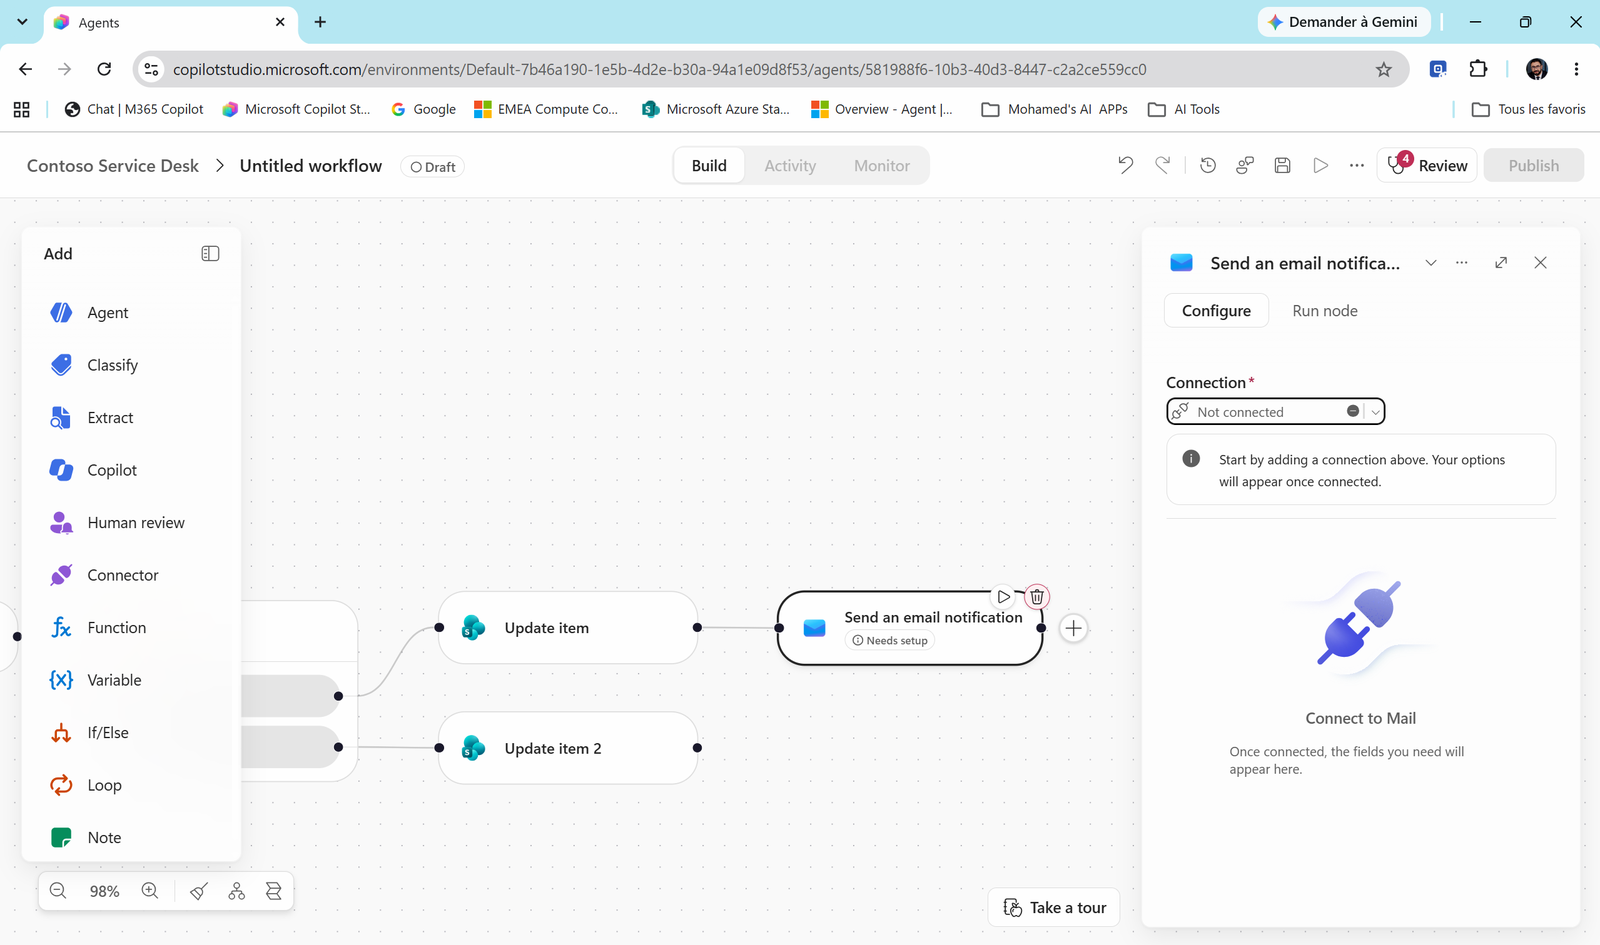 Agents
Demander à Gemini
copilotstudio.microsoft.com/environments/Default-7b46a190-1e5b-4d2e-b30a-94a1e09d8f53/agents/581988f6-10b3-40d3-8447-c2a2ce559cc0
Chat | M365 Copilot
Microsoft Copilot St...
Google
EMEA Compute Co...
Microsoft Azure Sta...
Overview - Agent |...
Mohamed's AI APPs
AI Tools
Tous les favoris
Contoso Service Desk > Untitled workflow
Draft
Build
Activity
Monitor
4
Review
Publish
Add
Agent
Classify
Extract
Copilot
Human review
Connector
Function
Variable
If/Else
Loop
Note
98%
Update item
Update item 2
Send an email notification
Needs setup
Take a tour
Send an email notifica...
Configure
Run node
Connection*
Not connected
Start by adding a connection above. Your options
will appear once connected.
Connect to Mail
Once connected, the fields you need will
appear here.